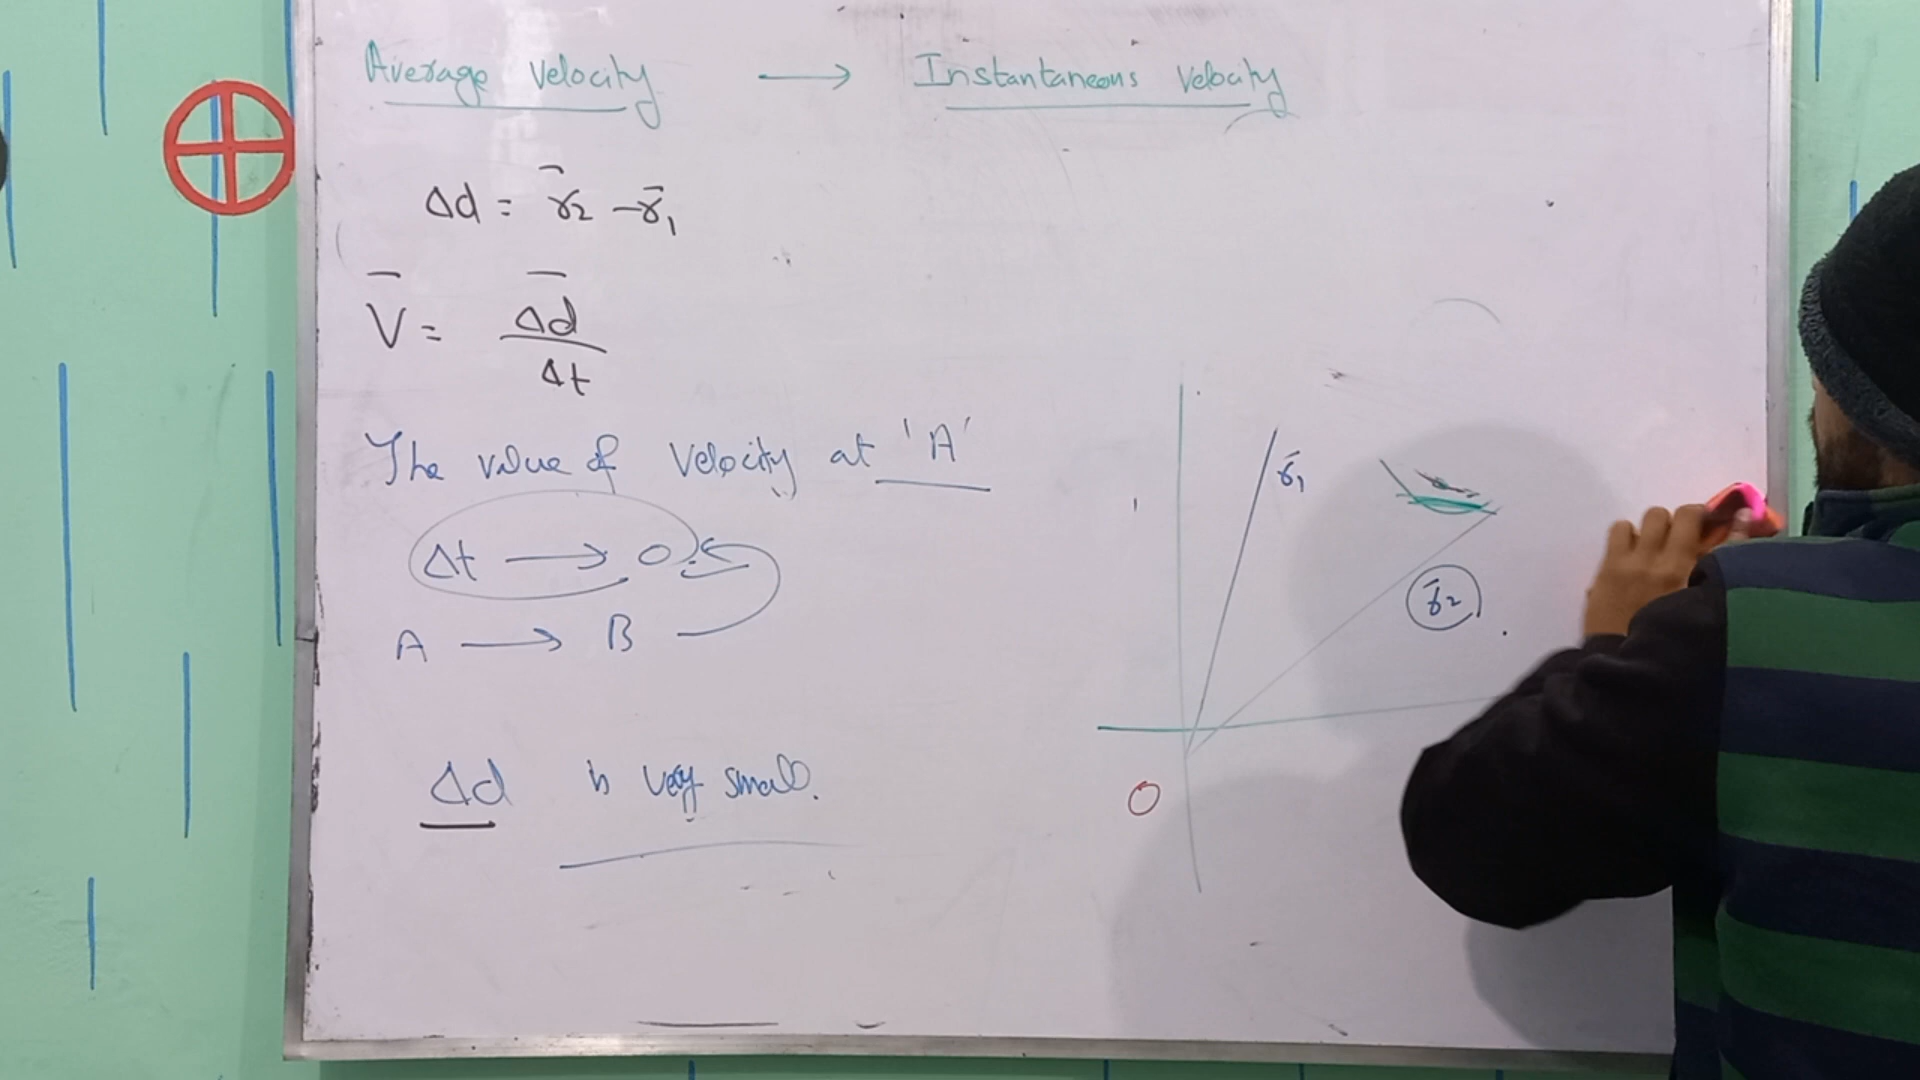 Average Velocity → Instantaneous Velocity
Δd = r̄₂ - r̄₁
V̄ = Δ̄d̄ / Δt
The value of Velocity at 'A'
Δt → 0
A → B
Δd is very small.
r̄₁
r̄₂
O